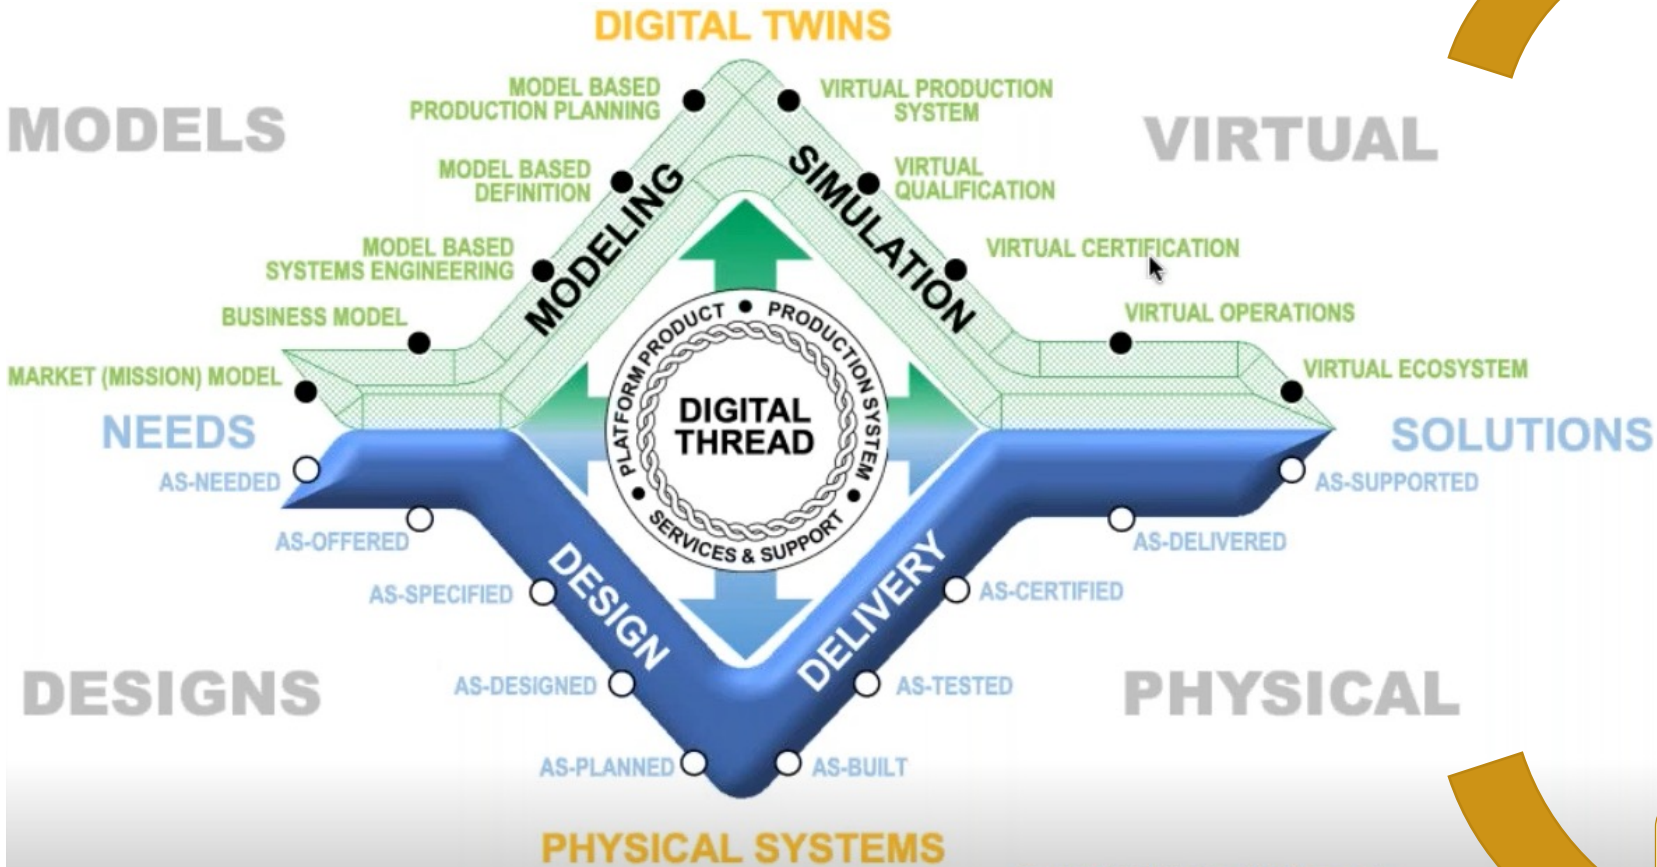 DIGITAL TWINS
MODELS
VIRTUAL
MODEL BASED
PRODUCTION PLANNING
VIRTUAL PRODUCTION
SYSTEM
MODEL BASED
DEFINITION
VIRTUAL
QUALIFICATION
MODELING
SIMULATION
MODEL BASED
SYSTEMS ENGINEERING
VIRTUAL CERTIFICATION
BUSINESS MODEL
VIRTUAL OPERATIONS
MARKET (MISSION) MODEL
VIRTUAL ECOSYSTEM
PLATFORM PRODUCT
PRODUCTION SYSTEM
SERVICES & SUPPORT
DIGITAL
THREAD
NEEDS
SOLUTIONS
AS-NEEDED
AS-SUPPORTED
AS-OFFERED
AS-DELIVERED
AS-SPECIFIED
AS-CERTIFIED
DESIGN
DELIVERY
AS-DESIGNED
AS-TESTED
DESIGNS
PHYSICAL
AS-PLANNED
AS-BUILT
PHYSICAL SYSTEMS